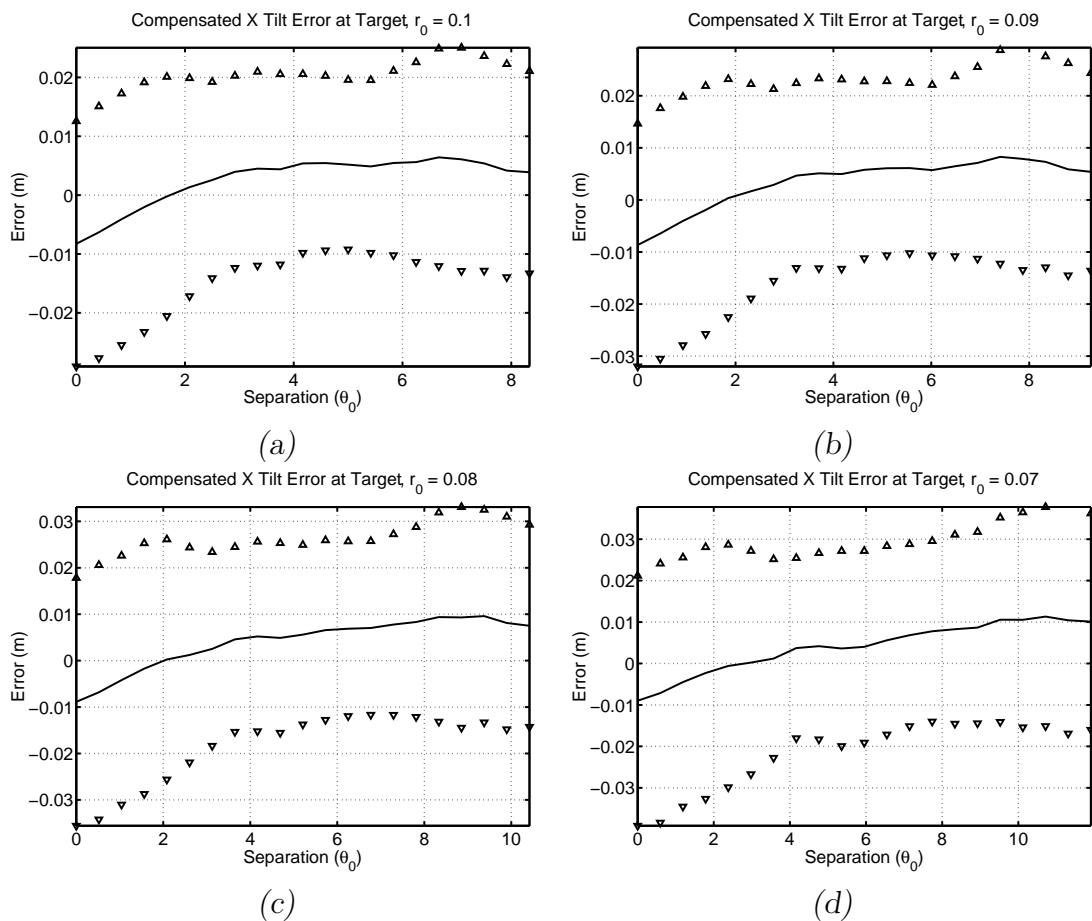 Compensated X Tilt Error at Target, r0 = 0.1
0.02
0.01
0
−0.01
−0.02
Error (m)
0 2 4 6 8
Separation (θ0)
(a)
Compensated X Tilt Error at Target, r0 = 0.09
0.02
0.01
0
−0.01
−0.02
−0.03
Error (m)
0 2 4 6 8
Separation (θ0)
(b)
Compensated X Tilt Error at Target, r0 = 0.08
0.03
0.02
0.01
0
−0.01
−0.02
−0.03
Error (m)
0 2 4 6 8 10
Separation (θ0)
(c)
Compensated X Tilt Error at Target, r0 = 0.07
0.03
0.02
0.01
0
−0.01
−0.02
−0.03
Error (m)
0 2 4 6 8 10
Separation (θ0)
(d)